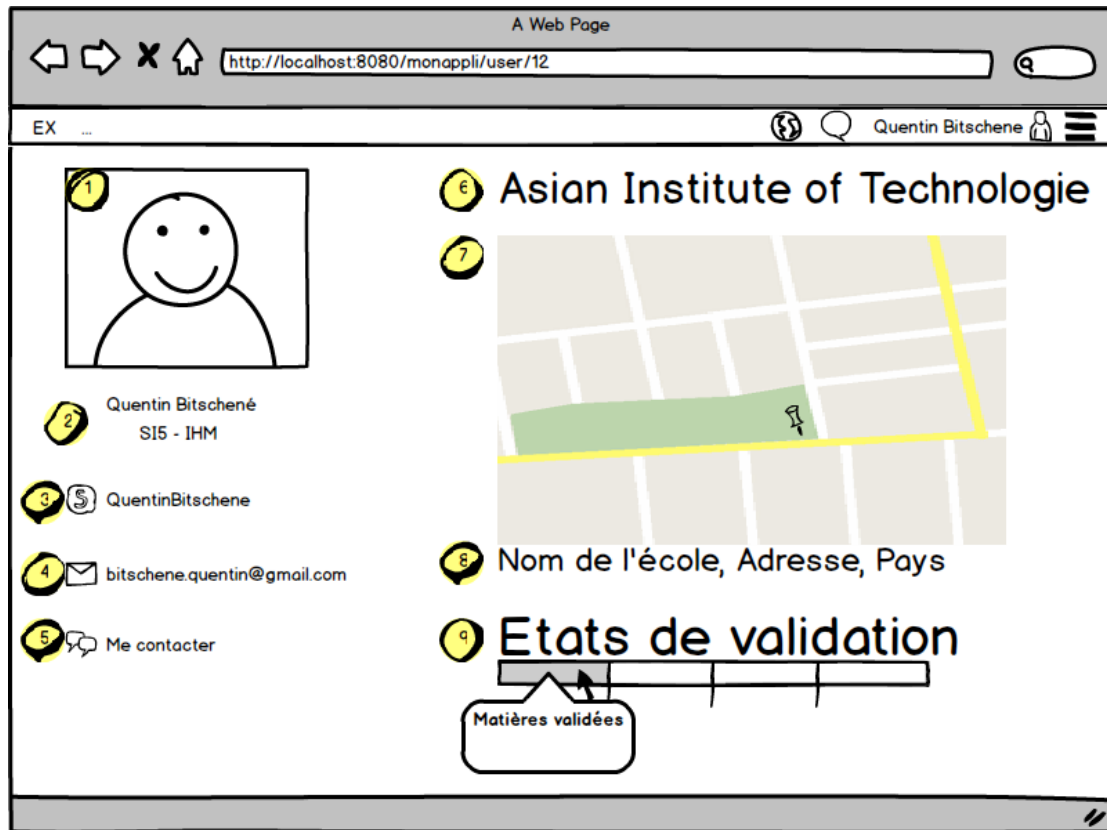 A Web Page
http://localhost:8080/monappli/user/12
EX ...
Quentin Bitschene
1
2
Quentin Bitschené
SI5 - IHM
3
S
QuentinBitschene
4
bitschene.quentin@gmail.com
5
Me contacter
6
Asian Institute of Technologie
7
8
Nom de l'école, Adresse, Pays
9
Etats de validation
Matières validées